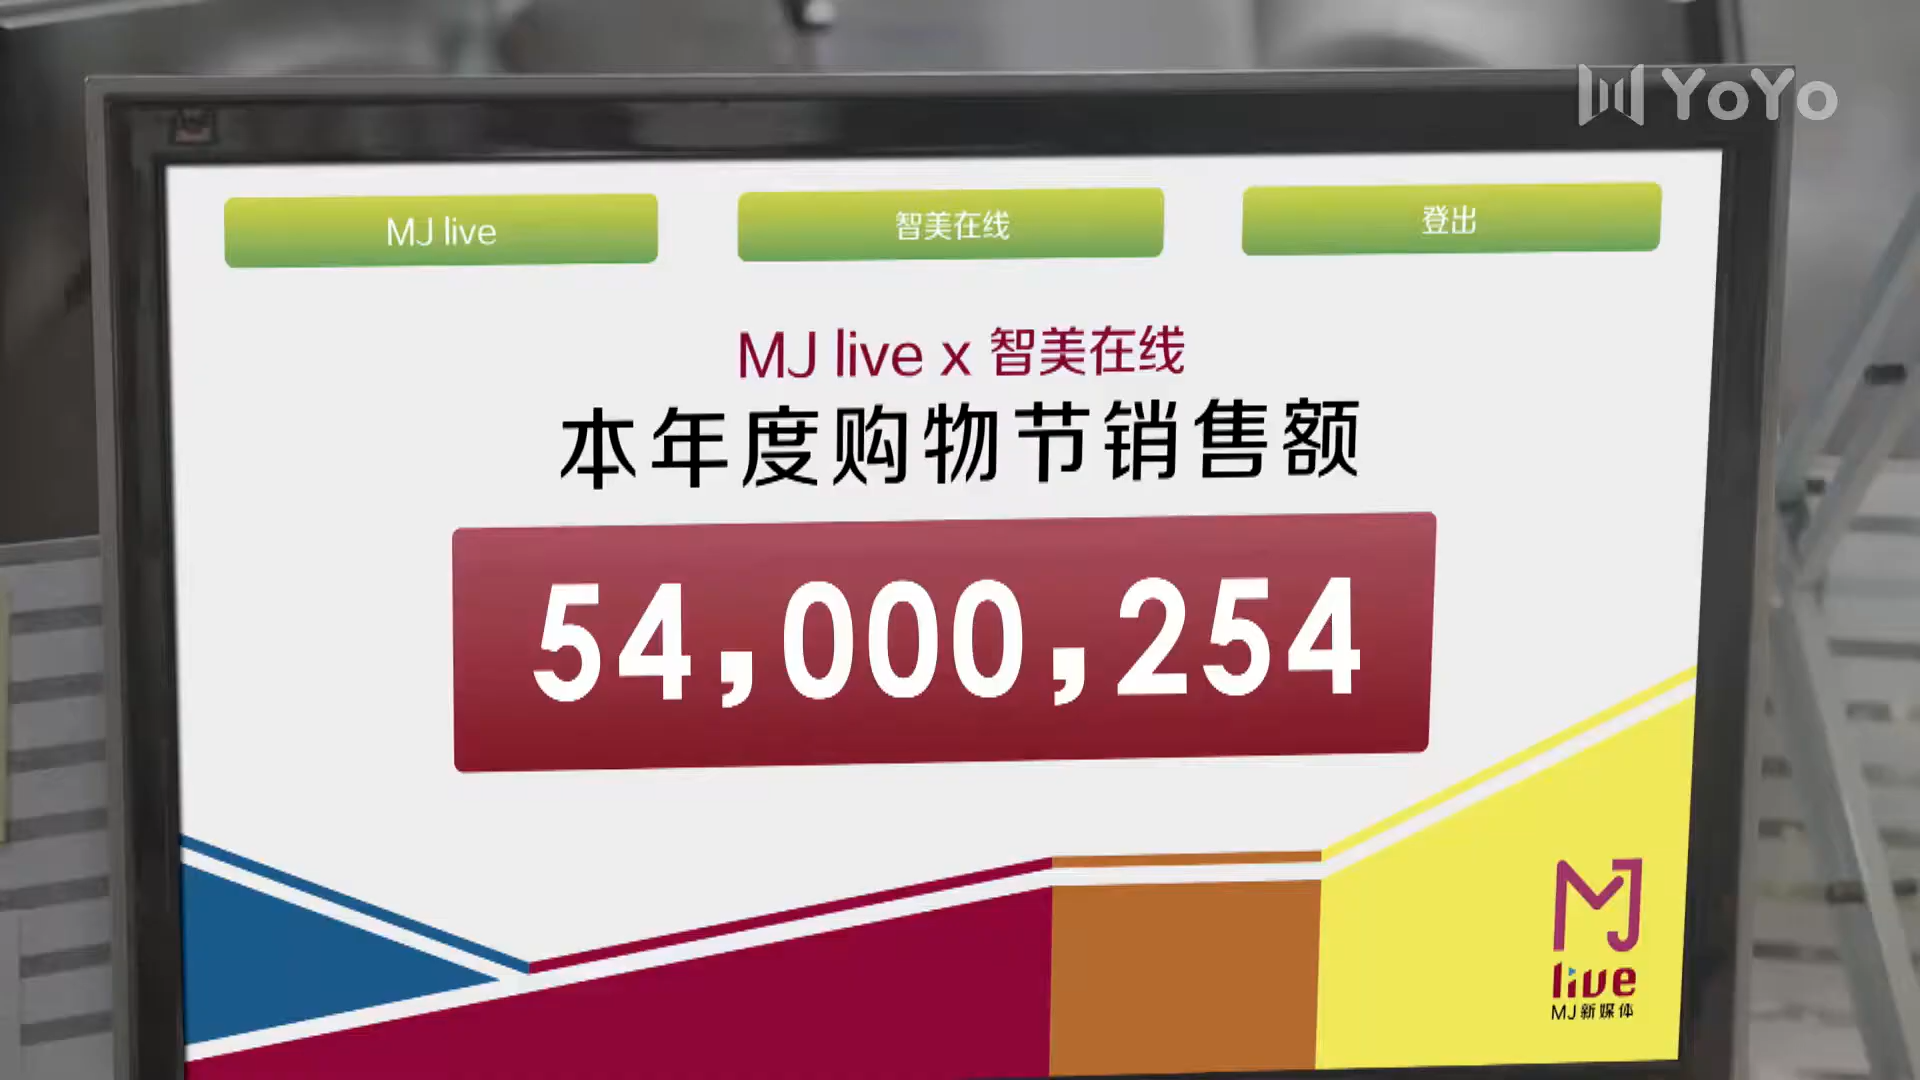 YoYo
MJ live
智美在线
登出
MJ live x 智美在线
本年度购物节销售额
54,000,254
MJ
live
MJ新媒体